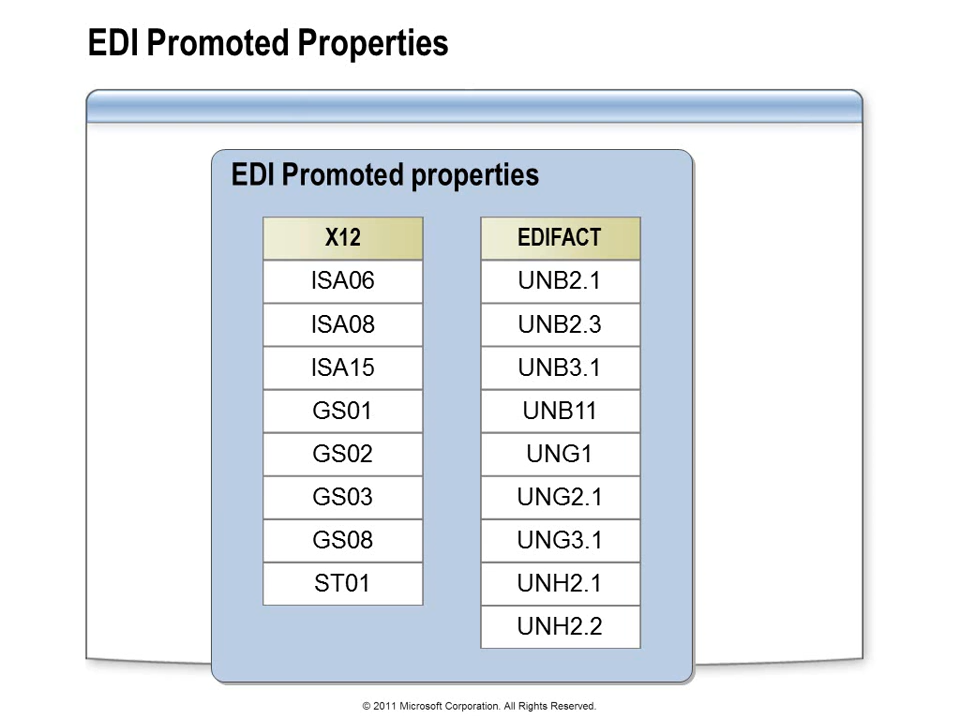 EDI Promoted Properties
EDI Promoted properties
X12
ISA06
ISA08
ISA15
GS01
GS02
GS03
GS08
ST01
EDIFACT
UNB2.1
UNB2.3
UNB3.1
UNB11
UNG1
UNG2.1
UNG3.1
UNH2.1
UNH2.2
© 2011 Microsoft Corporation. All Rights Reserved.